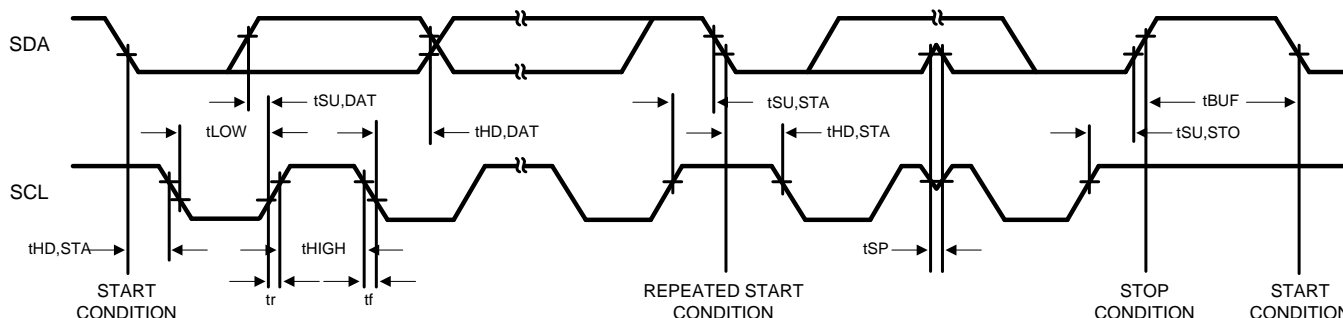 SDA
tSU,DAT
tSU,STA
tBUF
tLOW
tHD,DAT
tHD,STA
tSU,STO
SCL
tHD,STA
tHIGH
tSP
tr
tf
START
CONDITION
REPEATED START
CONDITION
STOP
CONDITION
START
CONDITION